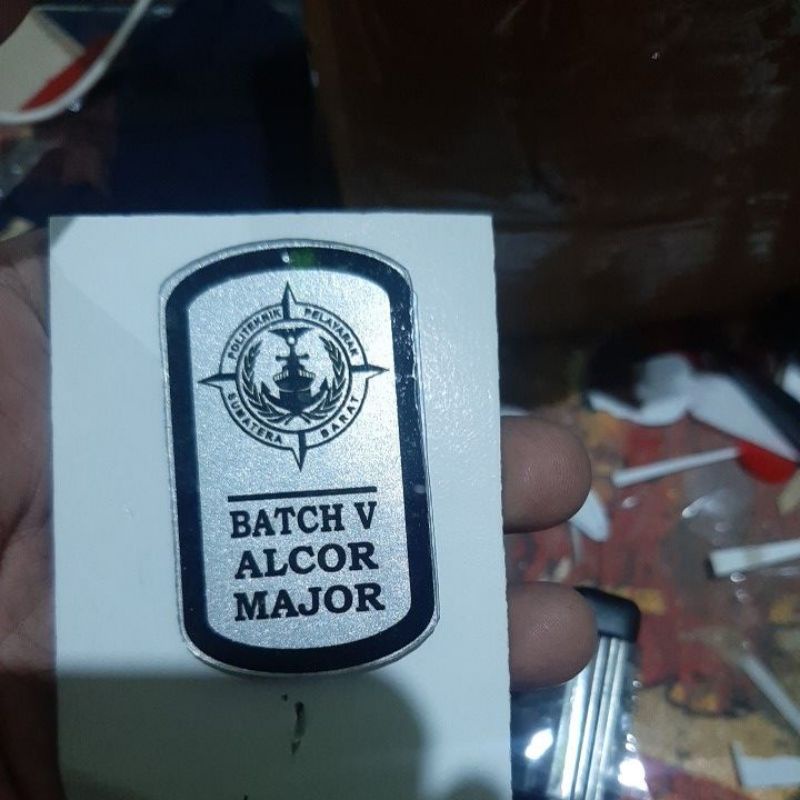 POLITEKNIK PELAYARAN
SUMATERA BARAT
BATCH V
ALCOR
MAJOR